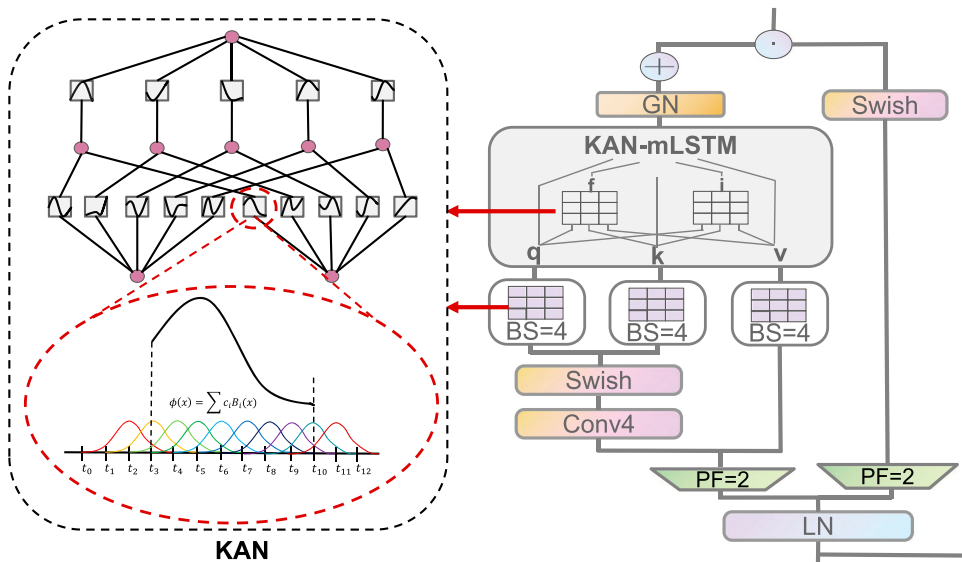 ·
+
GN
Swish
KAN-mLSTM
f
i
q
k
v
BS=4
BS=4
BS=4
Swish
Conv4
PF=2
PF=2
LN
ϕ(x) = ∑ cᵢBᵢ(x)
t₀ t₁ t₂ t₃ t₄ t₅ t₆ t₇ t₈ t₉ t₁₀ t₁₁ t₁₂
KAN